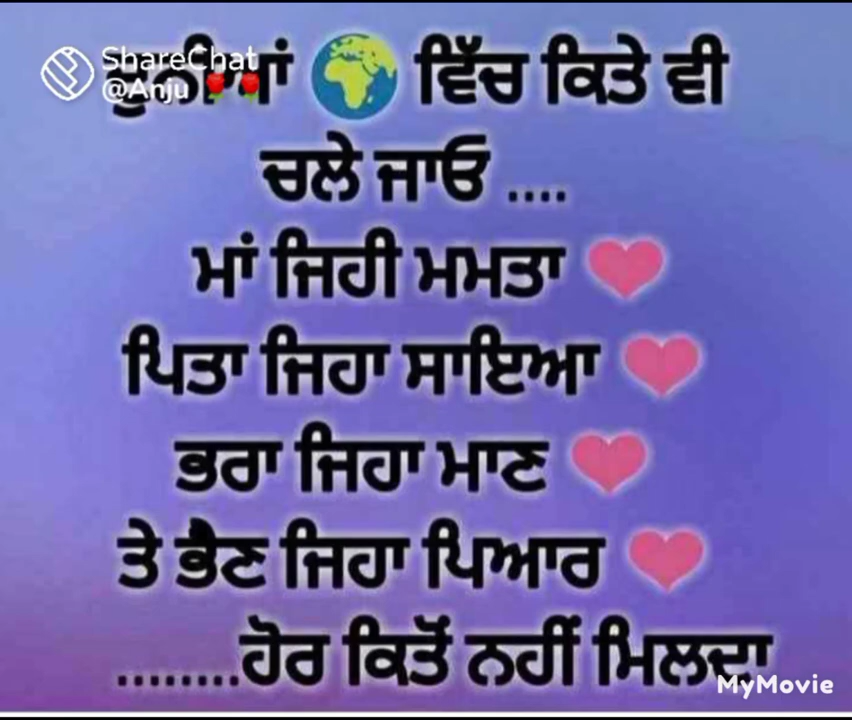 ShareChat
@Anju 🌹🌹
ਦੁਨੀਆਂ 🌍 ਵਿੱਚ ਕਿਤੇ ਵੀ
ਚਲੇ ਜਾਓ ....
ਮਾਂ ਜਿਹੀ ਮਮਤਾ ❤
ਪਿਤਾ ਜਿਹਾ ਸਾਇਆ ❤
ਭਰਾ ਜਿਹਾ ਮਾਣ ❤
ਤੇ ਭੈਣ ਜਿਹਾ ਪਿਆਰ ❤
........ਹੋਰ ਕਿਤੋਂ ਨਹੀਂ ਮਿਲਦਾ
MyMovie